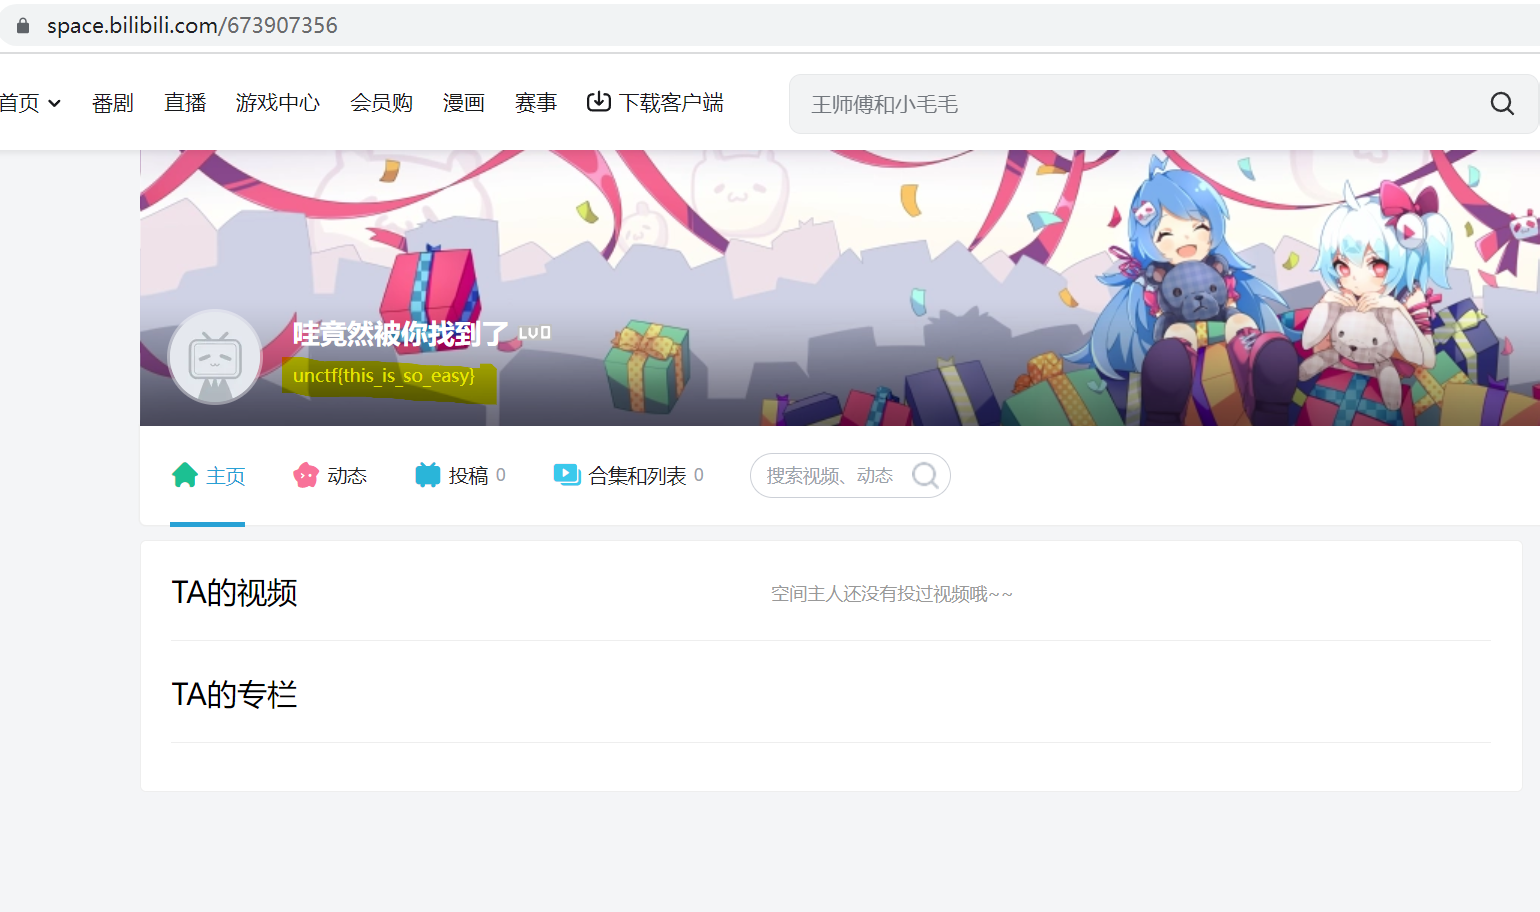 space.bilibili.com/673907356
首页 番剧 直播 游戏中心 会员购 漫画 赛事 下载客户端 王师傅和小毛毛
哇竟然被你找到了 LV0
unctf{this_is_so_easy}
主页 动态 投稿 0 合集和列表 0 搜索视频、动态
TA的视频 空间主人还没有投过视频哦~~
TA的专栏